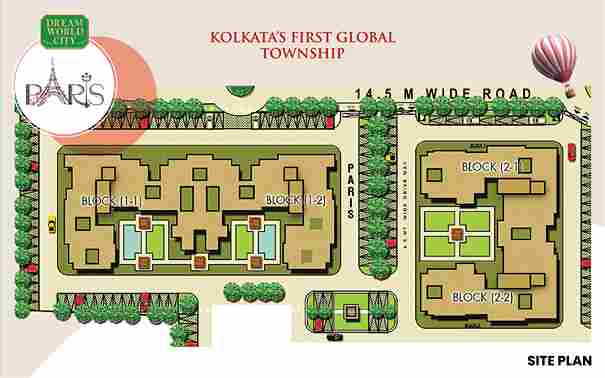 DREAM
WORLD
CITY
PARIS
KOLKATA'S FIRST GLOBAL
TOWNSHIP
14.5 M WIDE ROAD
BLOCK (1-1)
BLOCK (1-2)
PARIS
BLOCK (2-1
BLOCK (2-2)
SITE PLAN